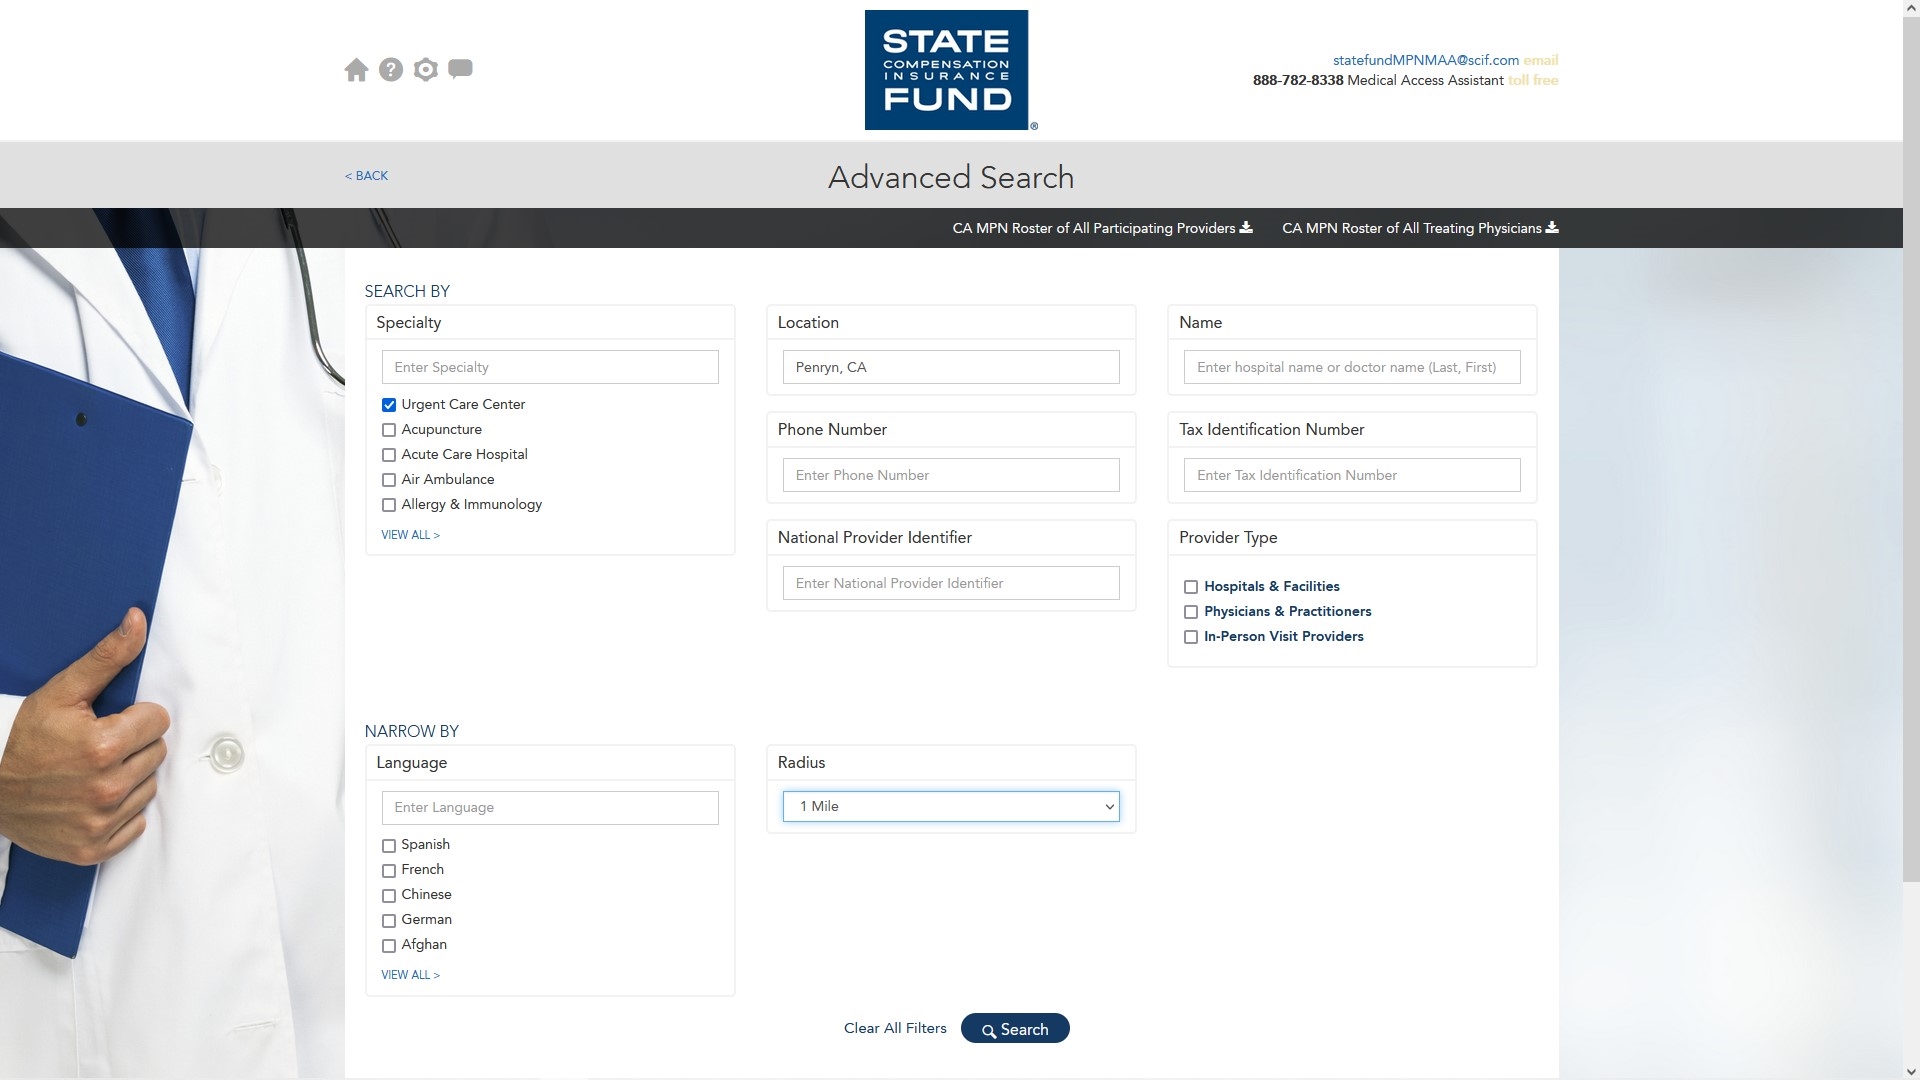 STATE
COMPENSATION
INSURANCE
FUND
®
statefundMPNMAA@scif.com email
888-782-8338 Medical Access Assistant toll free
< BACK
Advanced Search
CA MPN Roster of All Participating Providers
CA MPN Roster of All Treating Physicians
SEARCH BY
Specialty
Enter Specialty
Urgent Care Center
Acupuncture
Acute Care Hospital
Air Ambulance
Allergy & Immunology
VIEW ALL >
Location
Penryn, CA
Name
Enter hospital name or doctor name (Last, First)
Phone Number
Enter Phone Number
Tax Identification Number
Enter Tax Identification Number
National Provider Identifier
Enter National Provider Identifier
Provider Type
Hospitals & Facilities
Physicians & Practitioners
In-Person Visit Providers
NARROW BY
Language
Enter Language
Spanish
French
Chinese
German
Afghan
VIEW ALL >
Radius
1 Mile
Clear All Filters
Search